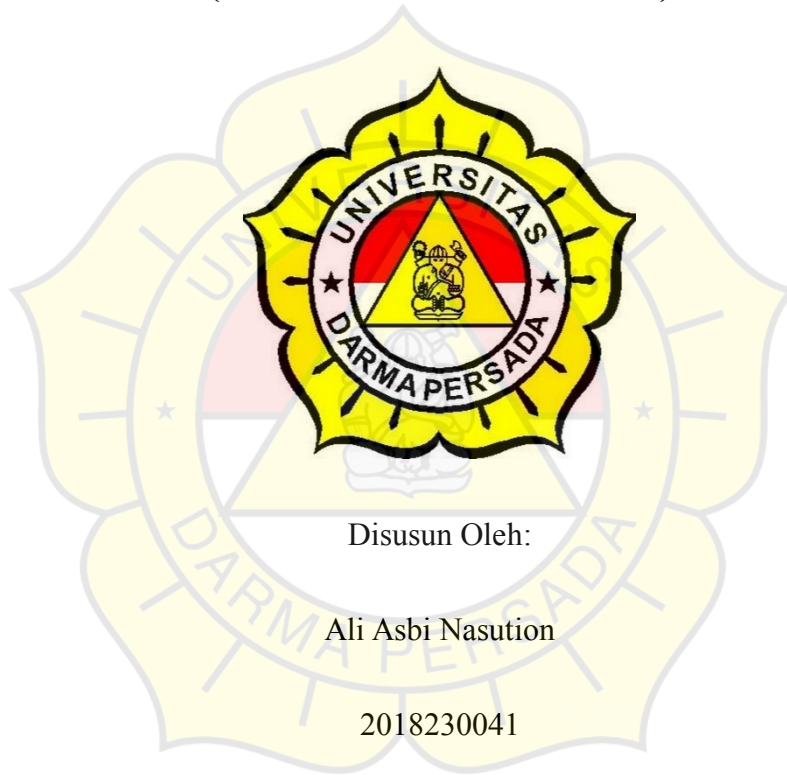 UNIVERSITAS
DARMA PERSADA
Disusun Oleh:
Ali Asbi Nasution
2018230041